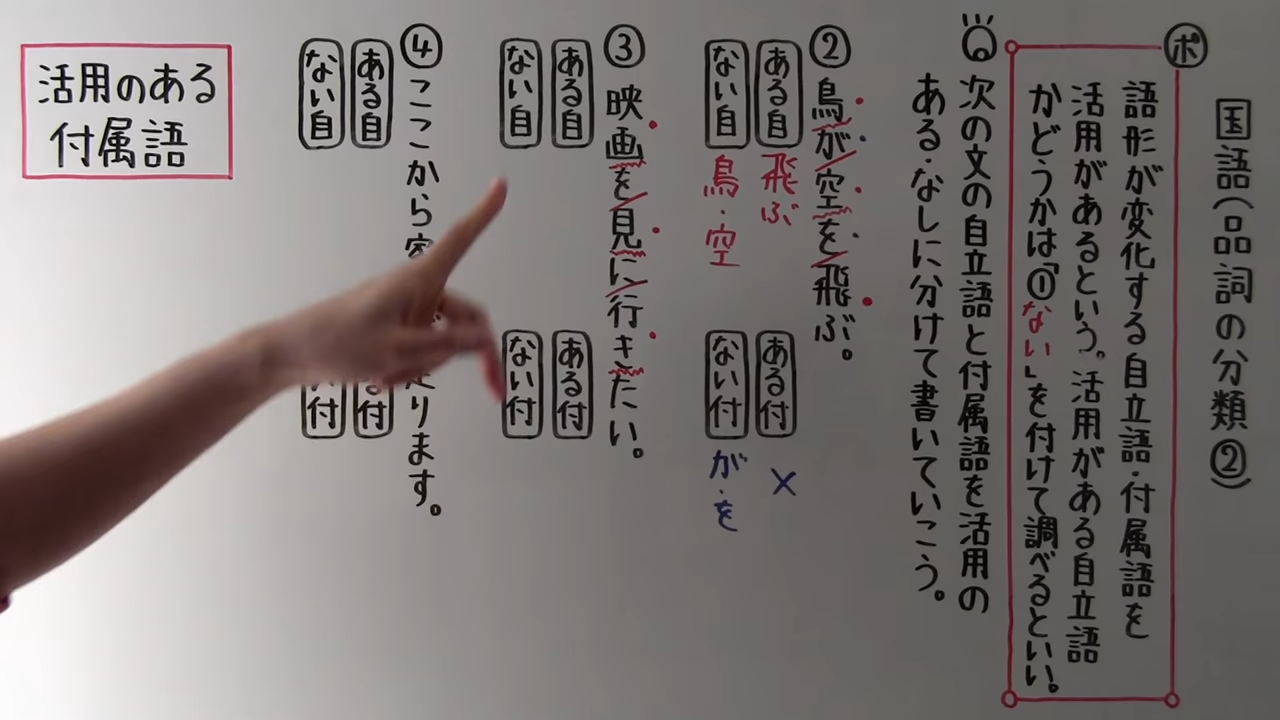 国語(品詞の分類②)
ポ
語形が変化する自立語・付属語を
活用があるという。活用がある自立語
かどうかは「①ない」を付けて調べるといい。
次の文の自立語と付属語を活用の
ある・なしに分けて書いていこう。
②鳥が空を飛ぶ。
ある自
飛ぶ
ある付
×
ない自
鳥・空
ない付
が・を
③映画を見に行きたい。
ある自
ある付
ない自
ない付
④ここから
ります。
ある自
付
ない自
付
活用のある
付属語